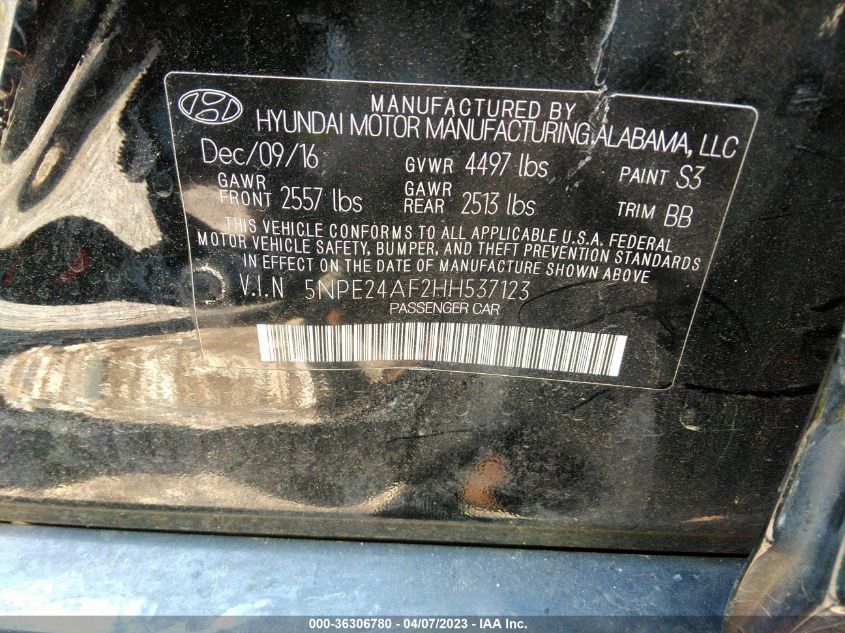 MANUFACTURED BY
HYUNDAI MOTOR MANUFACTURING ALABAMA, LLC
Dec/09/16 GVWR 4497 lbs PAINT S3
GAWR FRONT 2557 lbs GAWR REAR 2513 lbs TRIM BB
THIS VEHICLE CONFORMS TO ALL APPLICABLE U.S.A. FEDERAL
MOTOR VEHICLE SAFETY, BUMPER, AND THEFT PREVENTION STANDARDS
IN EFFECT ON THE DATE OF MANUFACTURE SHOWN ABOVE
V.I.N 5NPE24AF2HH537123
PASSENGER CAR
000-36306780 - 04/07/2023 - IAA Inc.